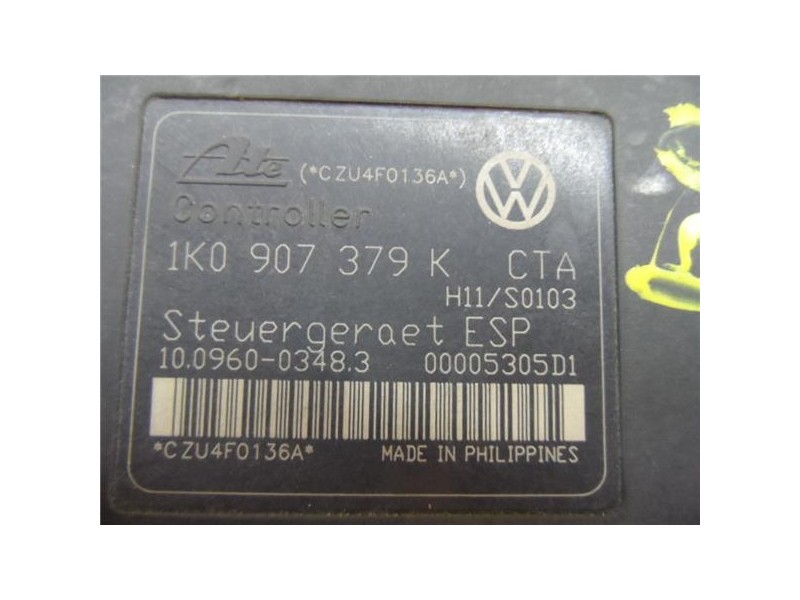 Ate (*CZU4F0136A*)
Controller
1K0 907 379 K CTA
H11/S0103
Steuergeraet ESP
10.0960-0348.3 00005305D1
*CZU4F0136A* MADE IN PHILIPPINES